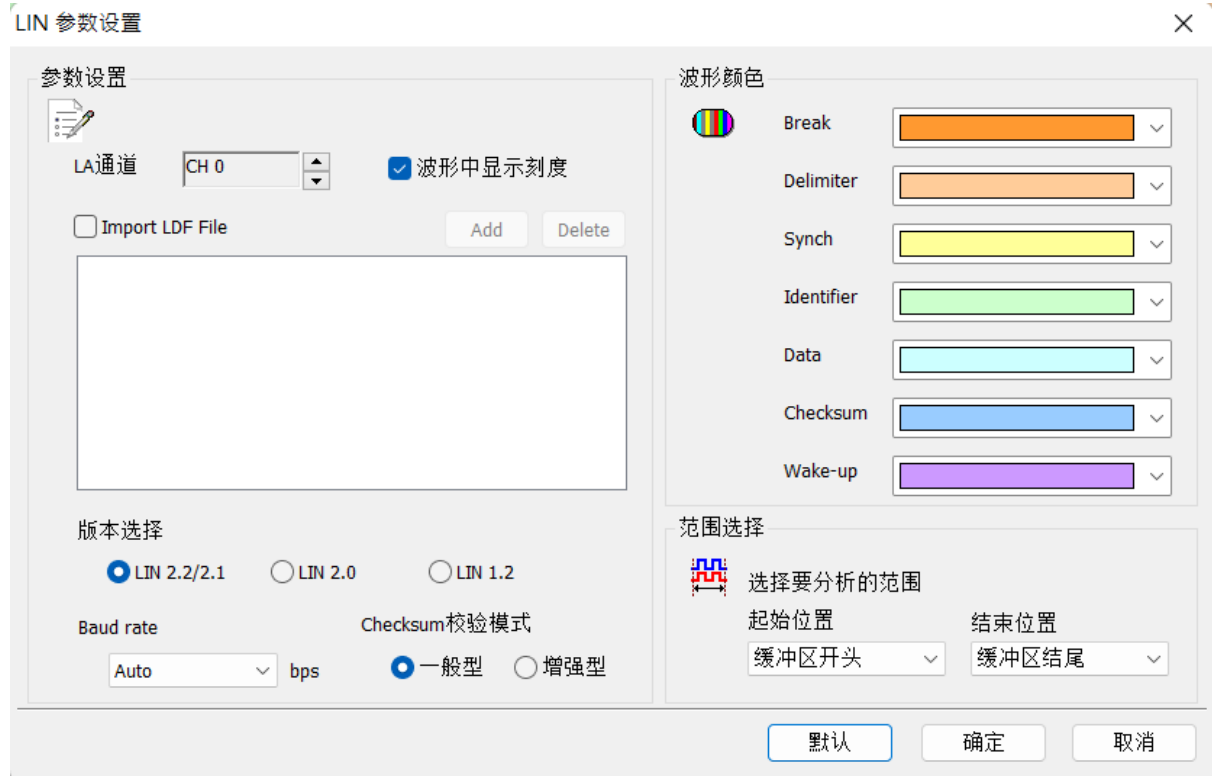 LIN 参数设置
参数设置
LA通道 CH 0 波形中显示刻度
Import LDF File Add Delete
版本选择
LIN 2.2/2.1 LIN 2.0 LIN 1.2
Baud rate Checksum校验模式
Auto bps 一般型 增强型
波形颜色
Break
Delimiter
Synch
Identifier
Data
Checksum
Wake-up
范围选择
选择要分析的范围
起始位置 结束位置
缓冲区开头 缓冲区结尾
默认 确定 取消